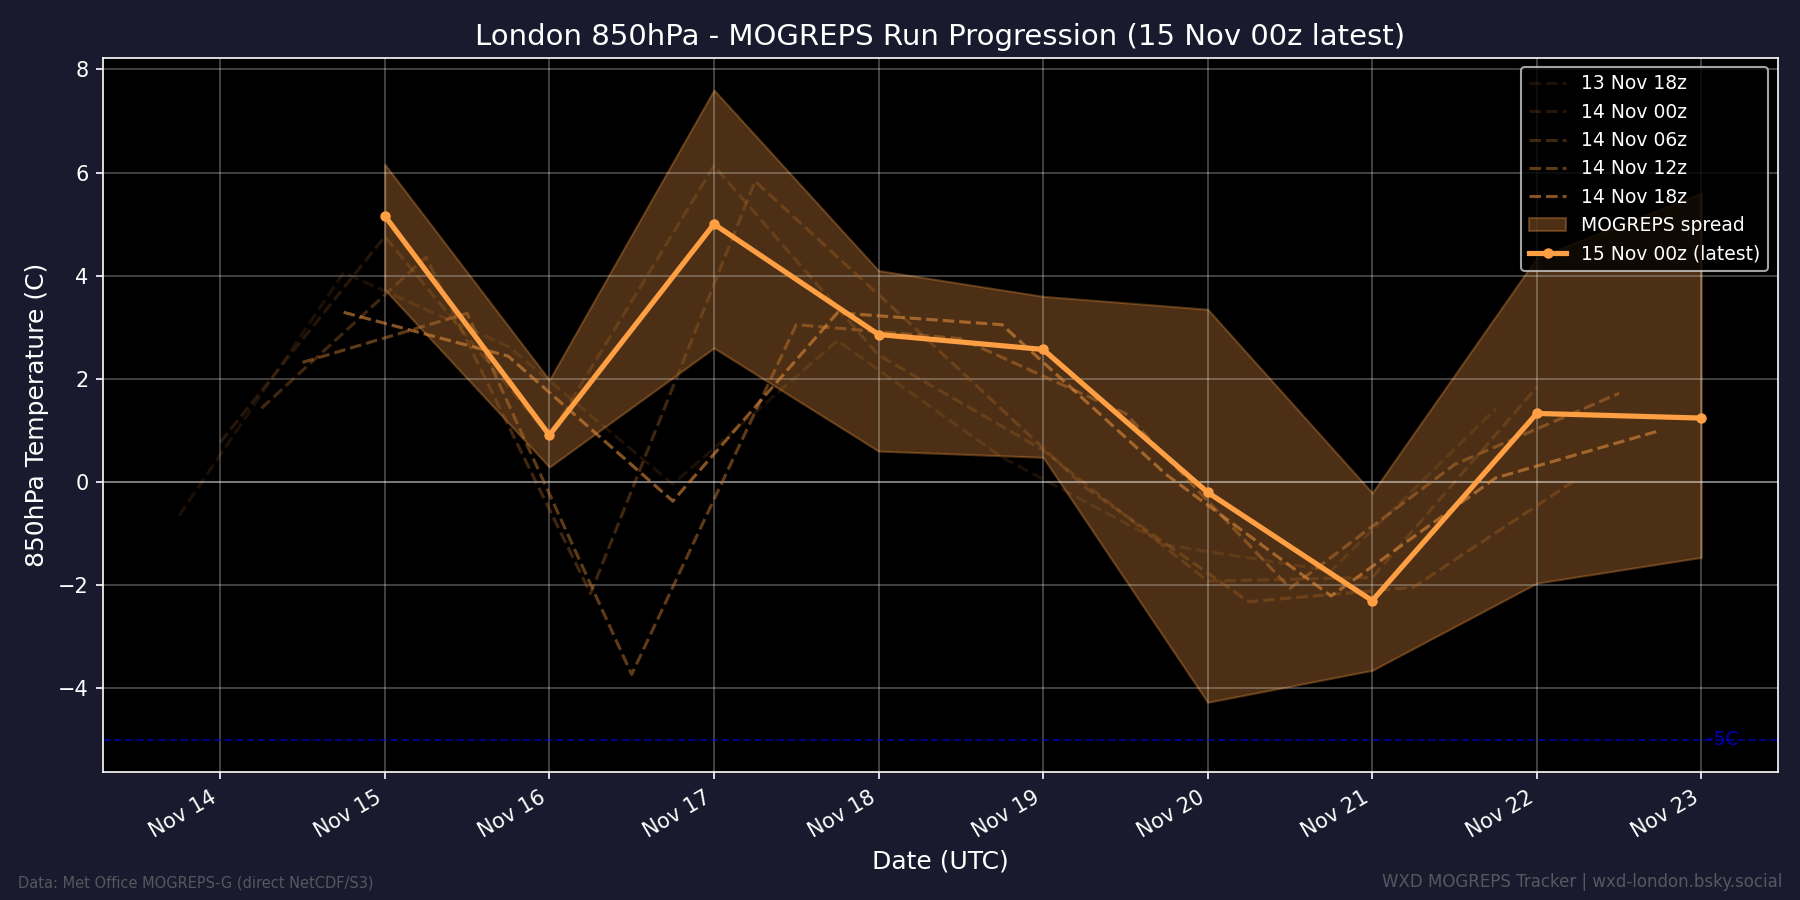 London 850hPa - MOGREPS Run Progression (15 Nov 00z latest)
13 Nov 18z
14 Nov 00z
14 Nov 06z
14 Nov 12z
14 Nov 18z
MOGREPS spread
15 Nov 00z (latest)
850hPa Temperature (C)
8
6
4
2
0
−2
−4
-5C
Nov 14
Nov 15
Nov 16
Nov 17
Nov 18
Nov 19
Nov 20
Nov 21
Nov 22
Nov 23
Date (UTC)
Data: Met Office MOGREPS-G (direct NetCDF/S3)
WXD MOGREPS Tracker | wxd-london.bsky.social